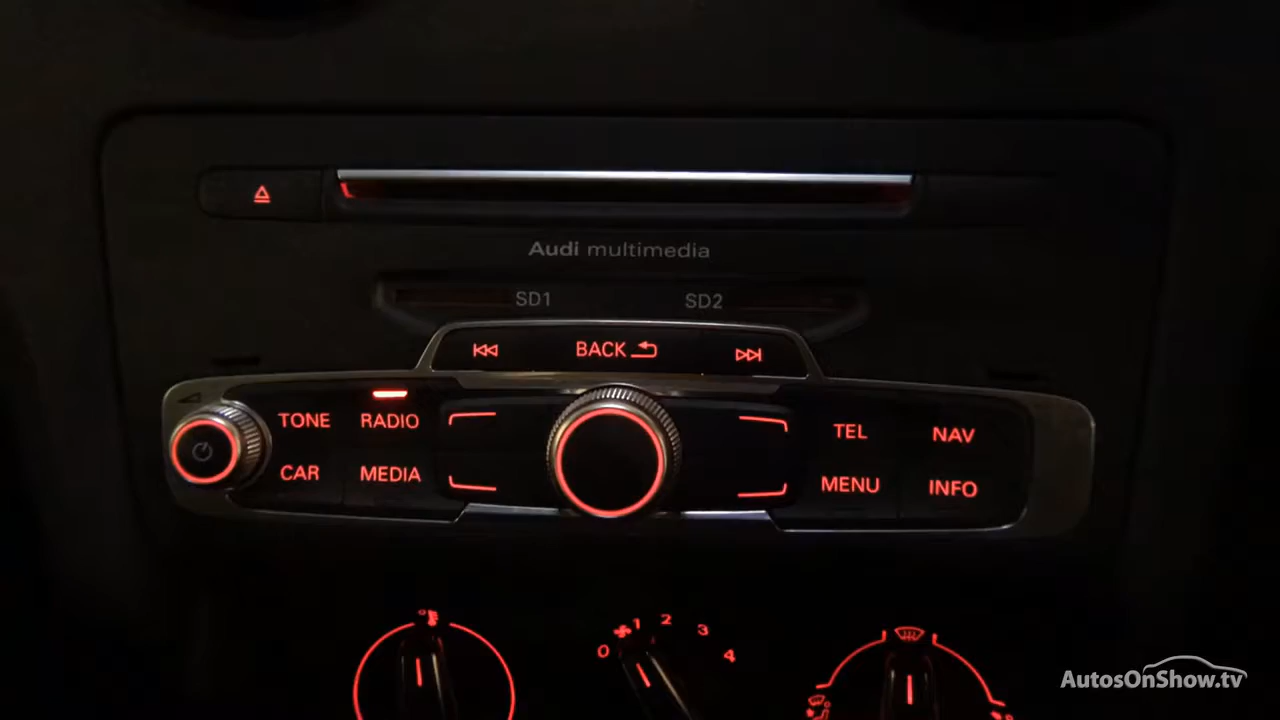 Audi multimedia
SD1 SD2
BACK
TONE RADIO
TEL NAV
CAR MEDIA
MENU INFO
0 1 2 3 4
AutosOnShow.tv